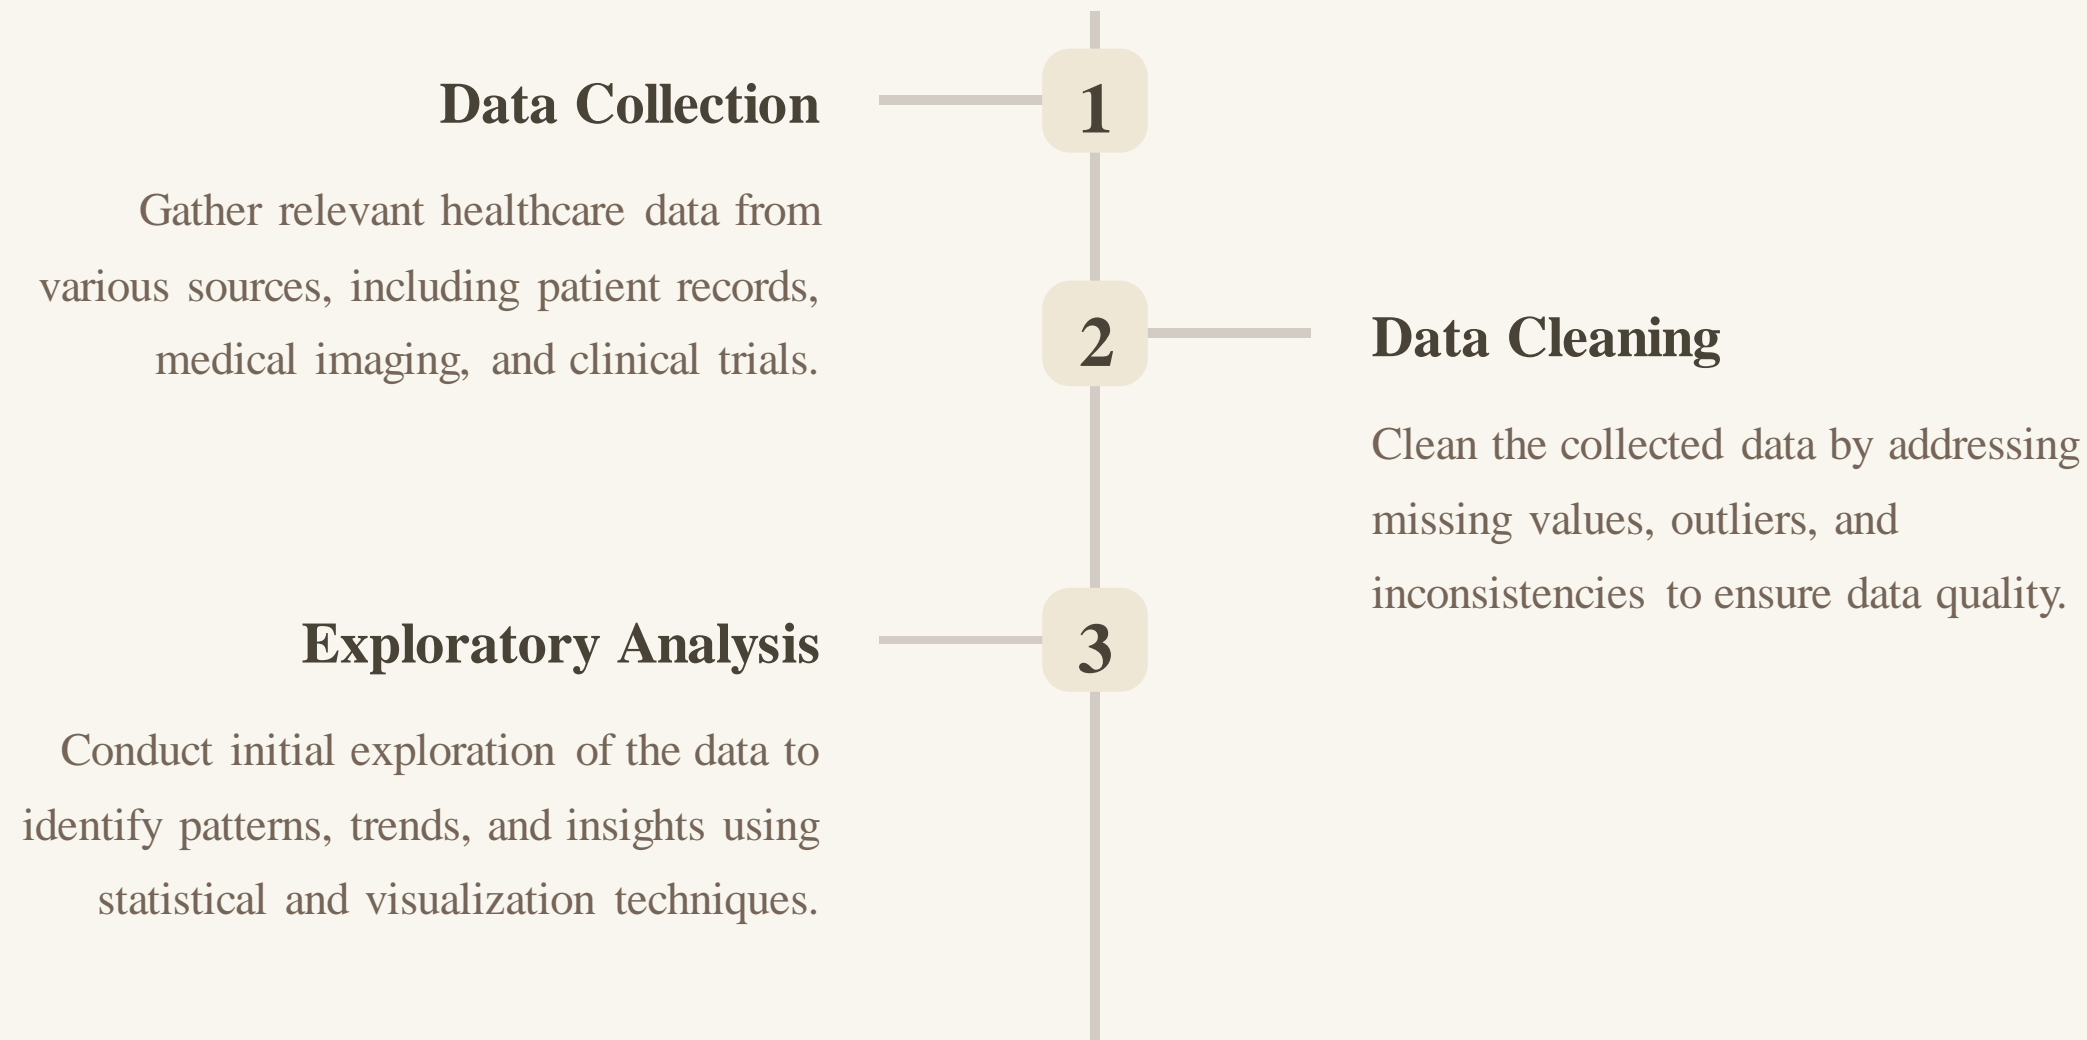 1
Data Collection
Gather relevant healthcare data from
various sources, including patient records,
medical imaging, and clinical trials.
2
Data Cleaning
Clean the collected data by addressing
missing values, outliers, and
inconsistencies to ensure data quality.
3
Exploratory Analysis
Conduct initial exploration of the data to
identify patterns, trends, and insights using
statistical and visualization techniques.